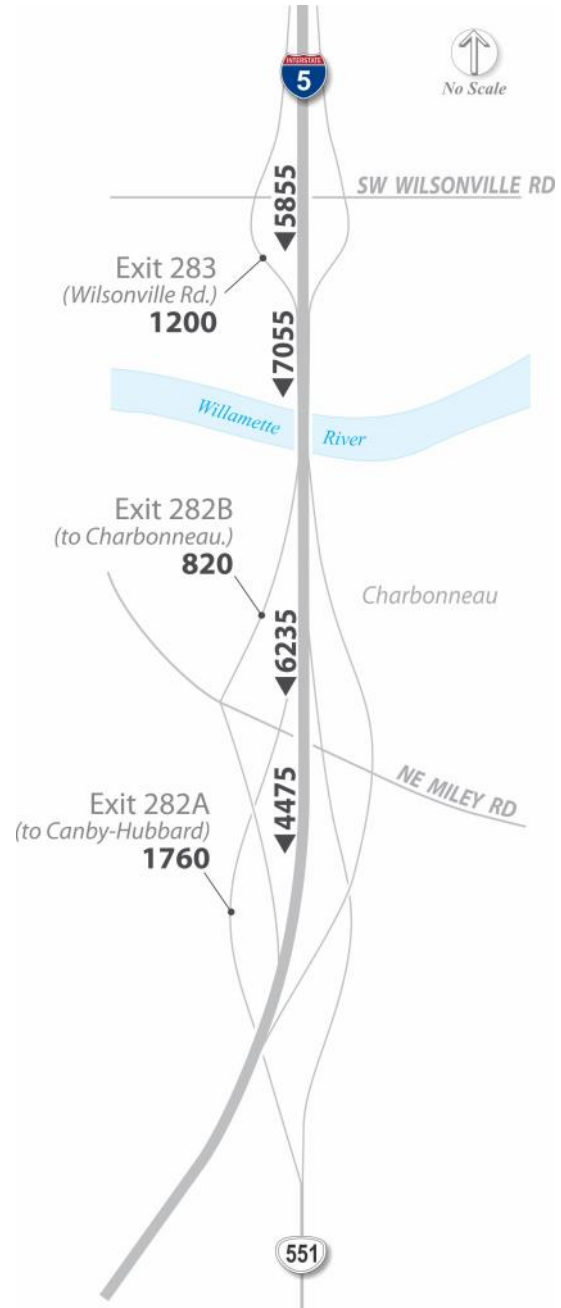 INTERSTATE
5
No Scale
5855
SW WILSONVILLE RD
Exit 283
(Wilsonville Rd.)
1200
7055
Willamette
River
Exit 282B
(to Charbonneau.)
820
Charbonneau
6235
4475
NE MILEY RD
Exit 282A
(to Canby-Hubbard)
1760
551